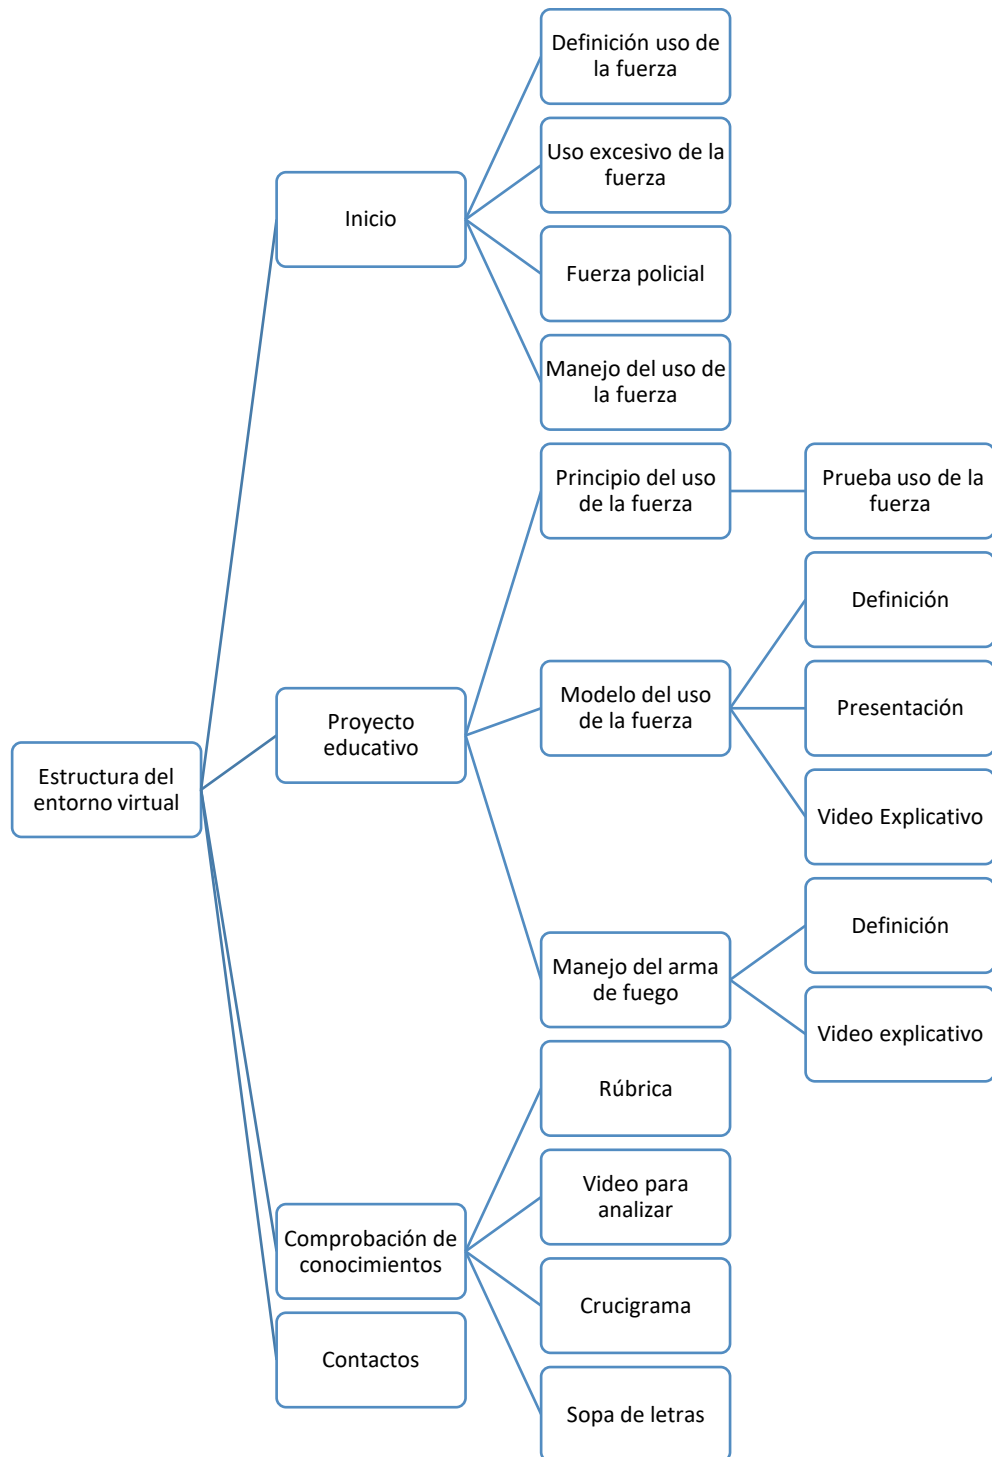 Definición uso de
la fuerza
Uso excesivo de la
fuerza
Inicio
Fuerza policial
Manejo del uso de
la fuerza
Principio del uso
de la fuerza
Prueba uso de la
fuerza
Definición
Modelo del uso
de la fuerza
Presentación
Proyecto
educativo
Estructura del
entorno virtual
Video Explicativo
Definición
Manejo del arma
de fuego
Video explicativo
Rúbrica
Video para
analizar
Comprobación de
conocimientos
Crucigrama
Contactos
Sopa de letras